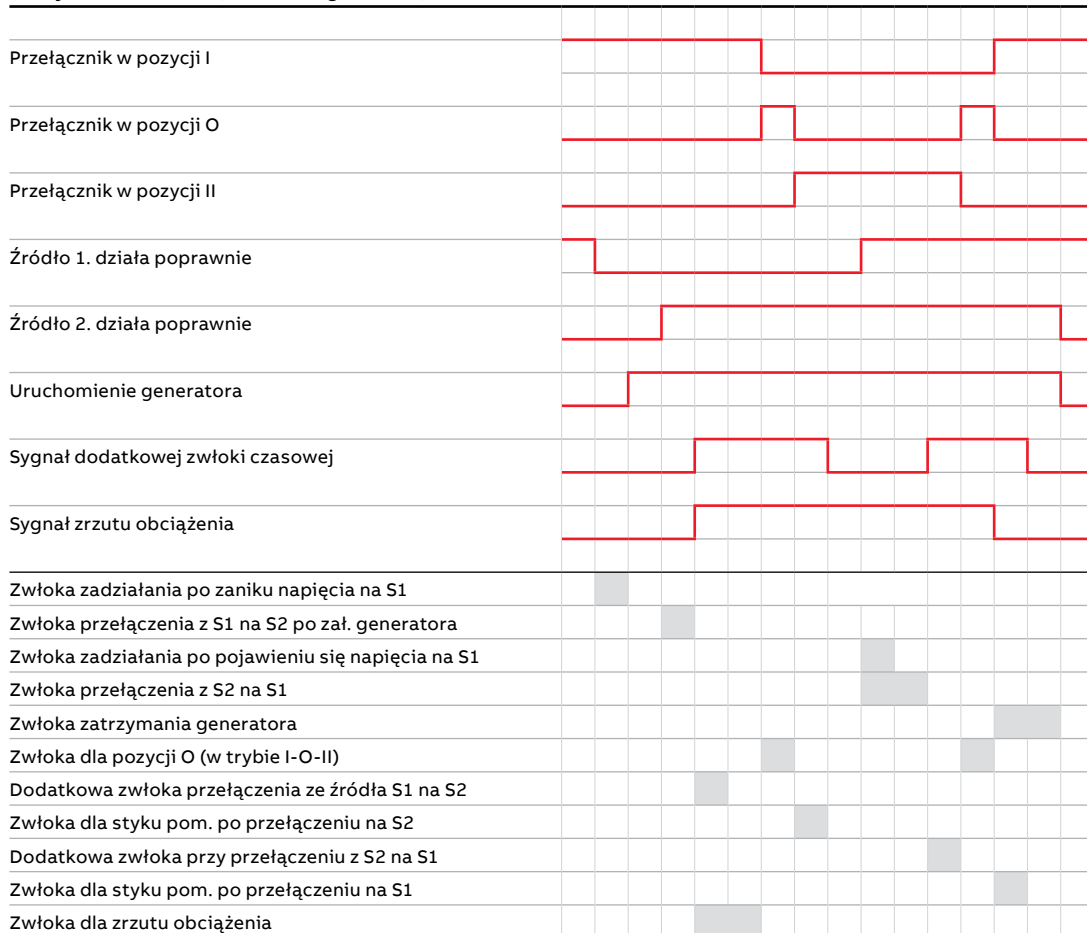 Przełącznik w pozycji I
Przełącznik w pozycji O
Przełącznik w pozycji II
Źródło 1. działa poprawnie
Źródło 2. działa poprawnie
Uruchomienie generatora
Sygnał dodatkowej zwłoki czasowej
Sygnał zrzutu obciążenia
Zwłoka zadziałania po zaniku napięcia na S1
Zwłoka przełączenia z S1 na S2 po zał. generatora
Zwłoka zadziałania po pojawieniu się napięcia na S1
Zwłoka przełączenia z S2 na S1
Zwłoka zatrzymania generatora
Zwłoka dla pozycji O (w trybie I-O-II)
Dodatkowa zwłoka przełączenia ze źródła S1 na S2
Zwłoka dla styku pom. po przełączeniu na S2
Dodatkowa zwłoka przy przełączeniu z S2 na S1
Zwłoka dla styku pom. po przełączeniu na S1
Zwłoka dla zrzutu obciążenia